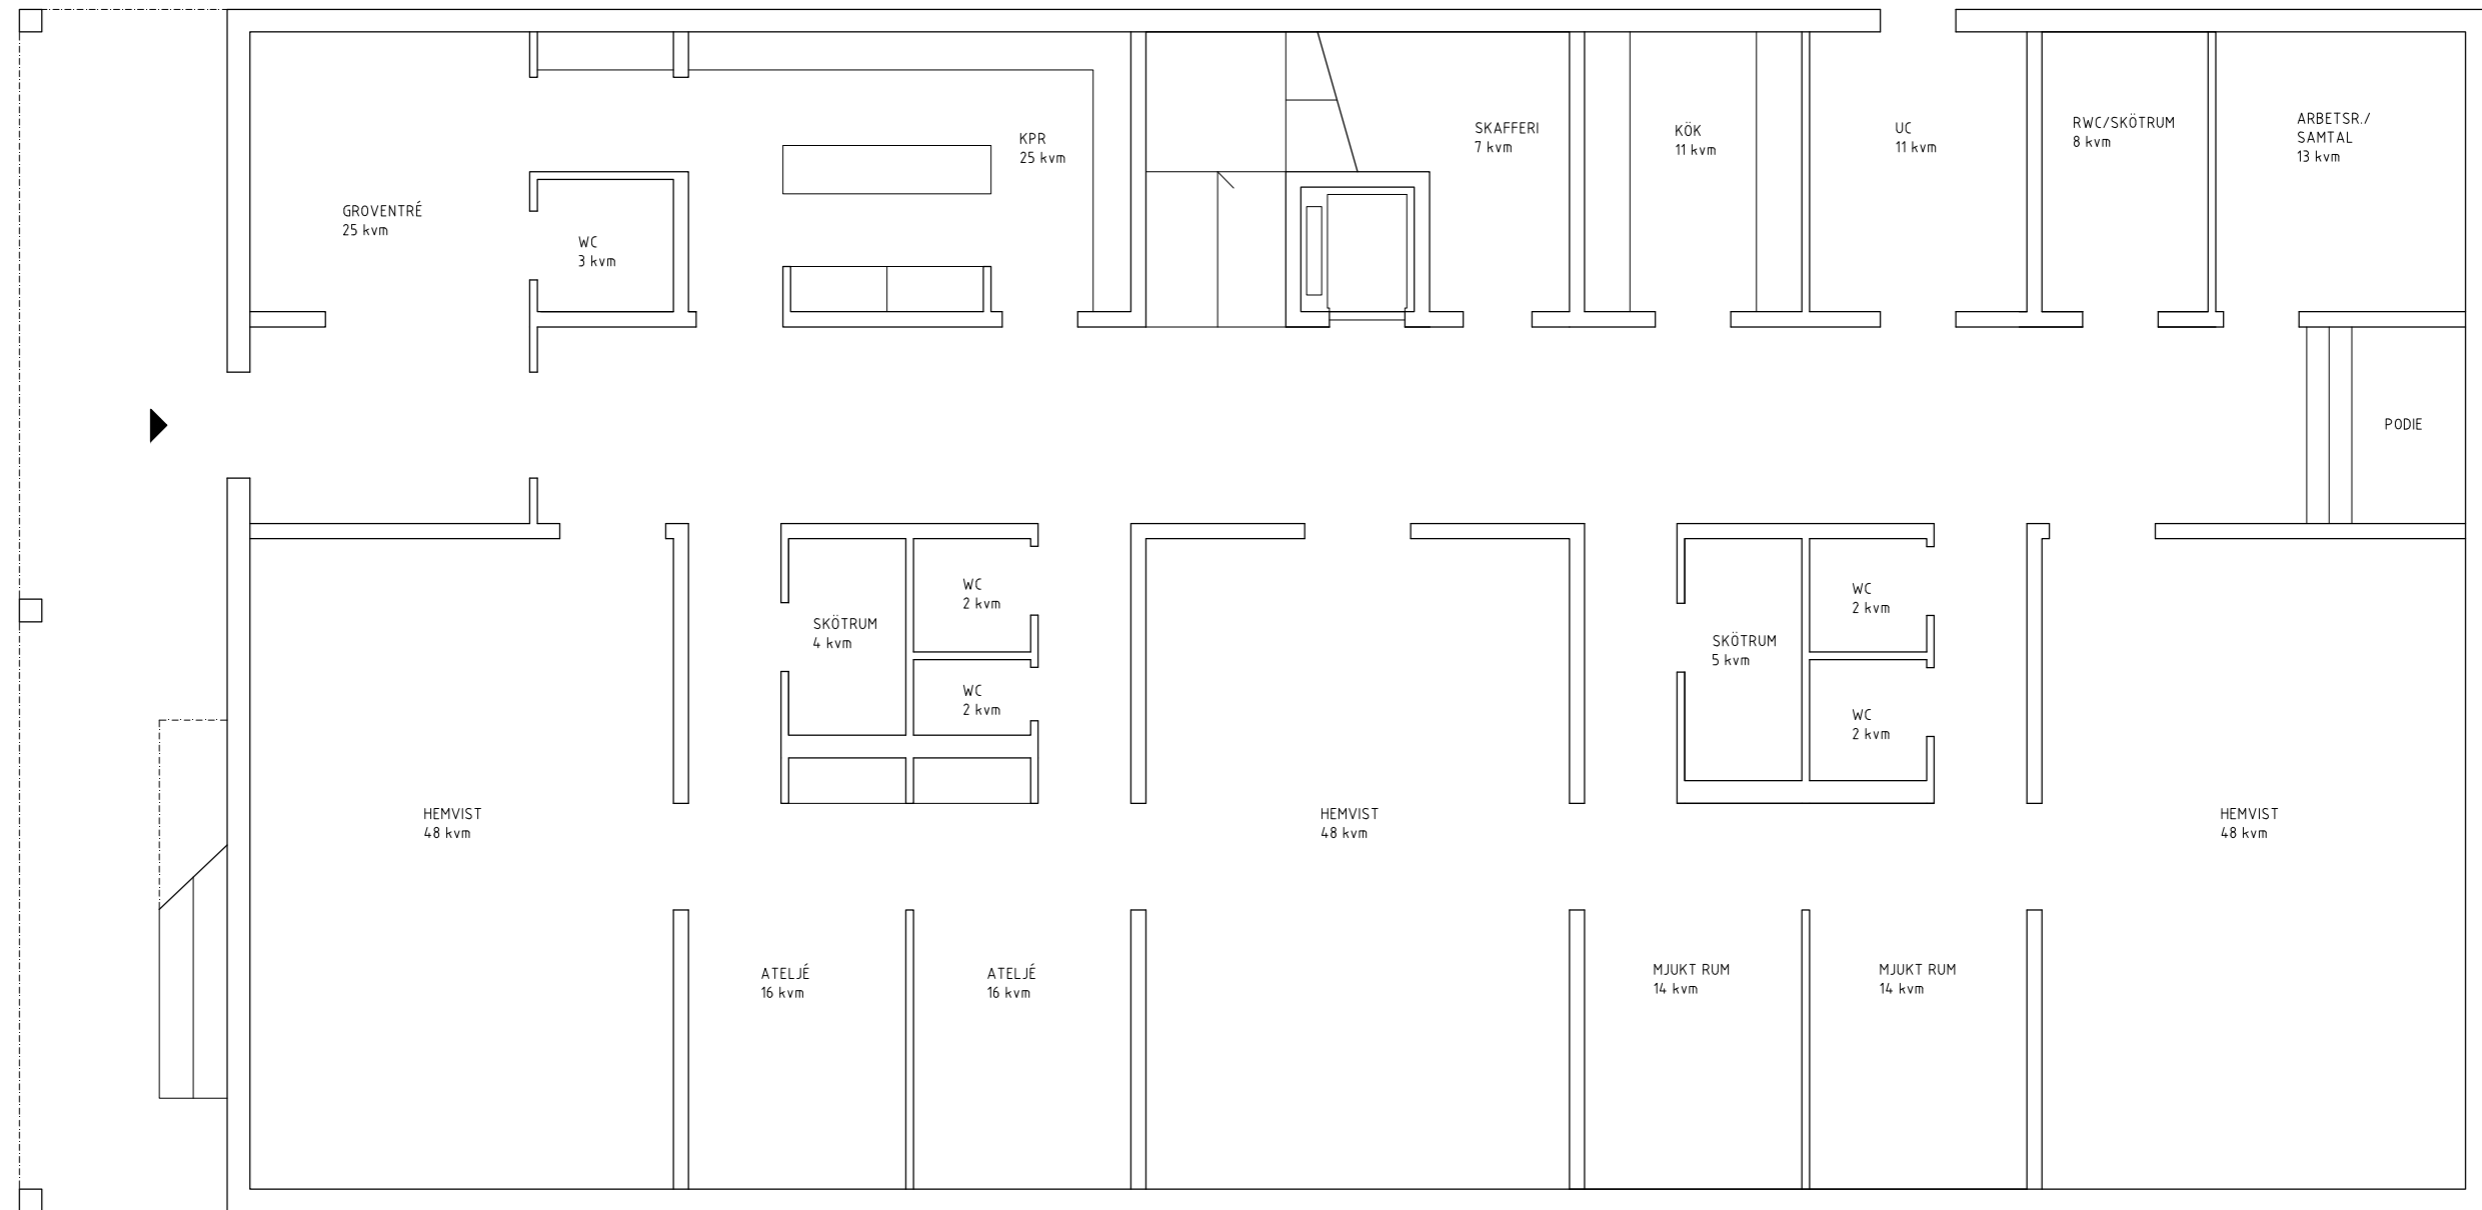 GROVENTRÉ
25 kvm
WC
3 kvm
KPR
25 kvm
SKAFFERI
7 kvm
KÖK
11 kvm
UC
11 kvm
RWC/SKÖTRUM
8 kvm
ARBETSR./
SAMTAL
13 kvm
PODIE
HEMVIST
48 kvm
SKÖTRUM
4 kvm
WC
2 kvm
WC
2 kvm
ATELJÉ
16 kvm
ATELJÉ
16 kvm
HEMVIST
48 kvm
SKÖTRUM
5 kvm
WC
2 kvm
WC
2 kvm
MJUKT RUM
14 kvm
MJUKT RUM
14 kvm
HEMVIST
48 kvm